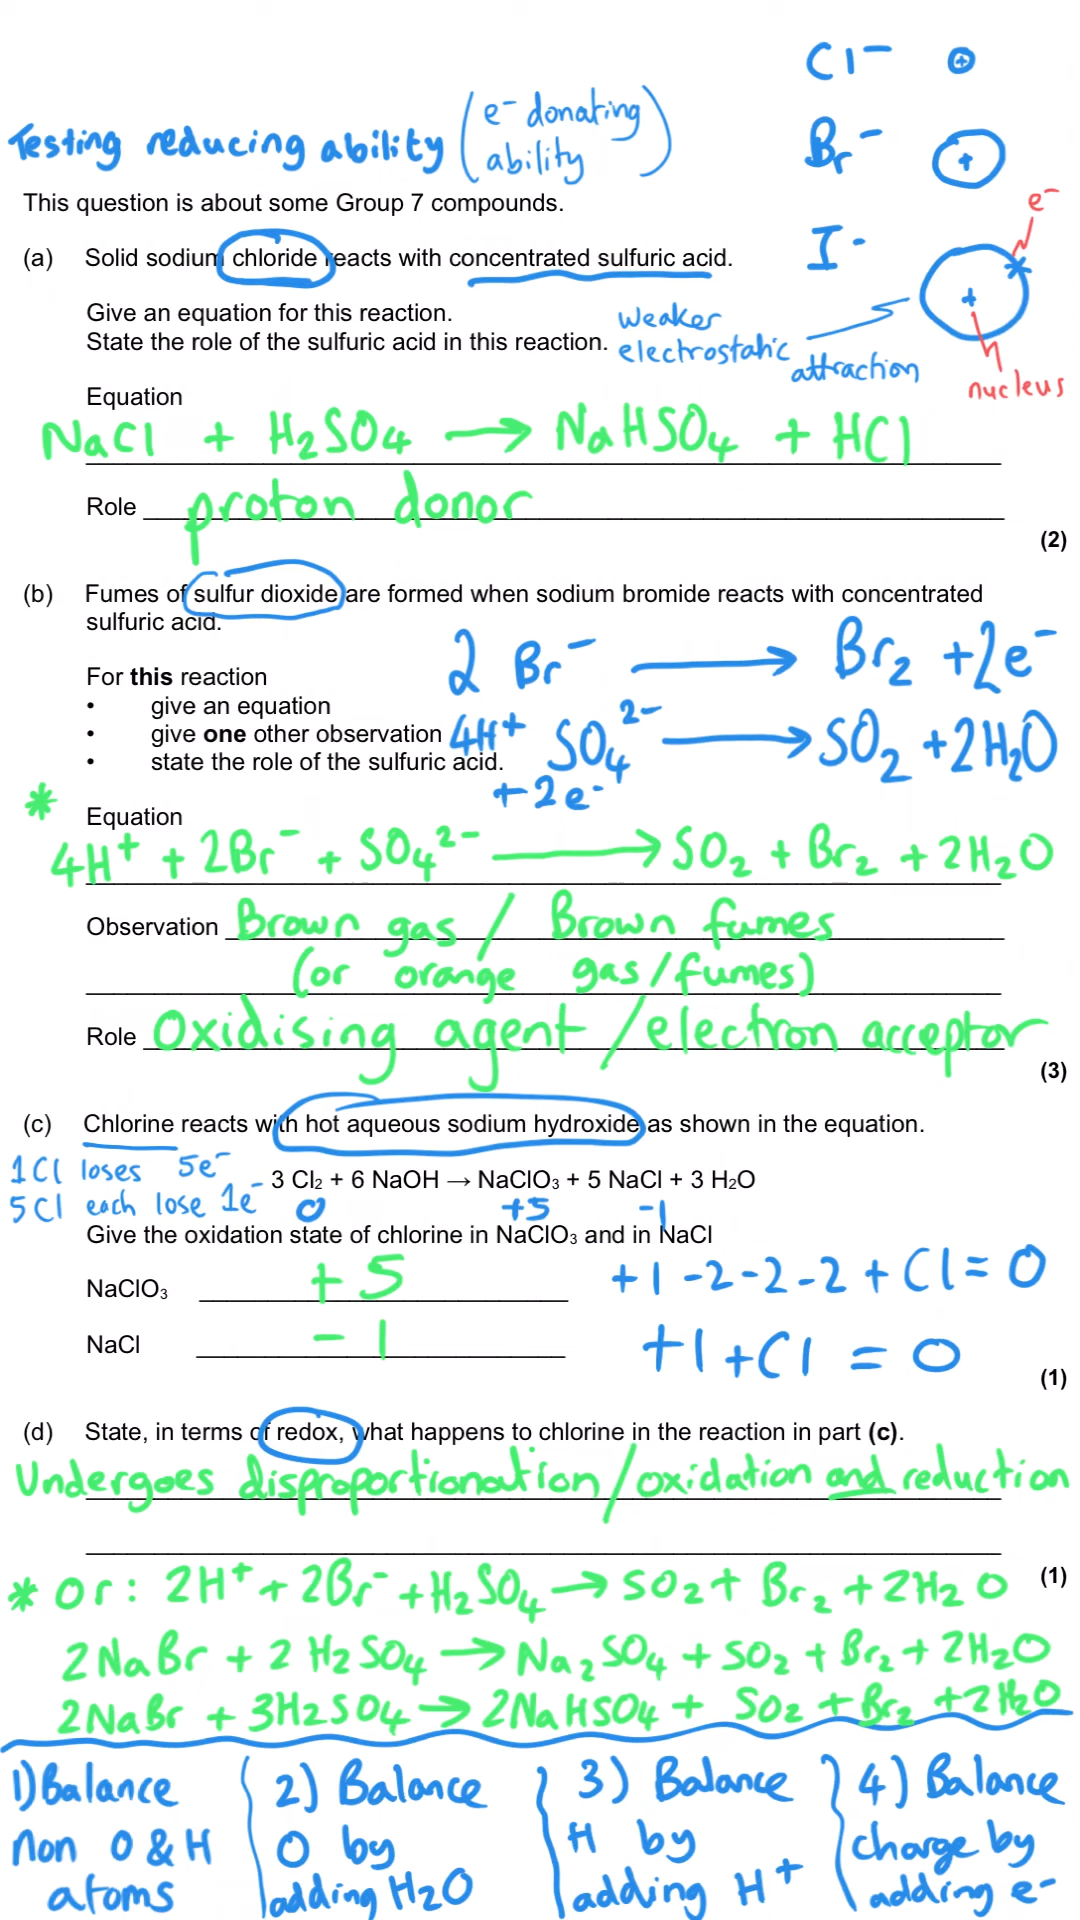 Cl⁻
Testing reducing ability (e⁻ donating ability)
Br⁻ +
This question is about some Group 7 compounds.
e⁻
I⁻
(a) Solid sodium chloride reacts with concentrated sulfuric acid.
Give an equation for this reaction.
State the role of the sulfuric acid in this reaction.
weaker electrostatic attraction
+
nucleus
Equation
NaCl + H₂SO₄ → NaHSO₄ + HCl
Role proton donor
(2)
(b) Fumes of sulfur dioxide are formed when sodium bromide reacts with concentrated
sulfuric acid.
2 Br⁻ → Br₂ + 2e⁻
For this reaction
• give an equation
• give one other observation
• state the role of the sulfuric acid.
4H⁺ SO₄²⁻ → SO₂ + 2H₂O
+ 2e⁻
*
Equation
4H⁺ + 2Br⁻ + SO₄²⁻ → SO₂ + Br₂ + 2H₂O
Observation Brown gas / Brown fumes
(or orange gas/fumes)
Role Oxidising agent / electron acceptor
(3)
(c) Chlorine reacts with hot aqueous sodium hydroxide as shown in the equation.
1Cl loses 5e⁻
3 Cl₂ + 6 NaOH → NaClO₃ + 5 NaCl + 3 H₂O
5Cl each lose 1e⁻
0 +5 -1
Give the oxidation state of chlorine in NaClO₃ and in NaCl
NaClO₃ +5
+1 -2-2-2 + Cl = 0
NaCl -1
+1 + Cl = 0
(1)
(d) State, in terms of redox, what happens to chlorine in the reaction in part (c).
Undergoes disproportionation / oxidation and reduction
(1)
* or: 2H⁺ + 2Br⁻ + H₂SO₄ → SO₂ + Br₂ + 2H₂O
2NaBr + 2H₂SO₄ → Na₂SO₄ + SO₂ + Br₂ + 2H₂O
2NaBr + 3H₂SO₄ → 2NaHSO₄ + SO₂ + Br₂ + 2H₂O
1) Balance
non O & H
atoms
2) Balance
O by
adding H₂O
3) Balance
H by
adding H⁺
4) Balance
charge by
adding e⁻